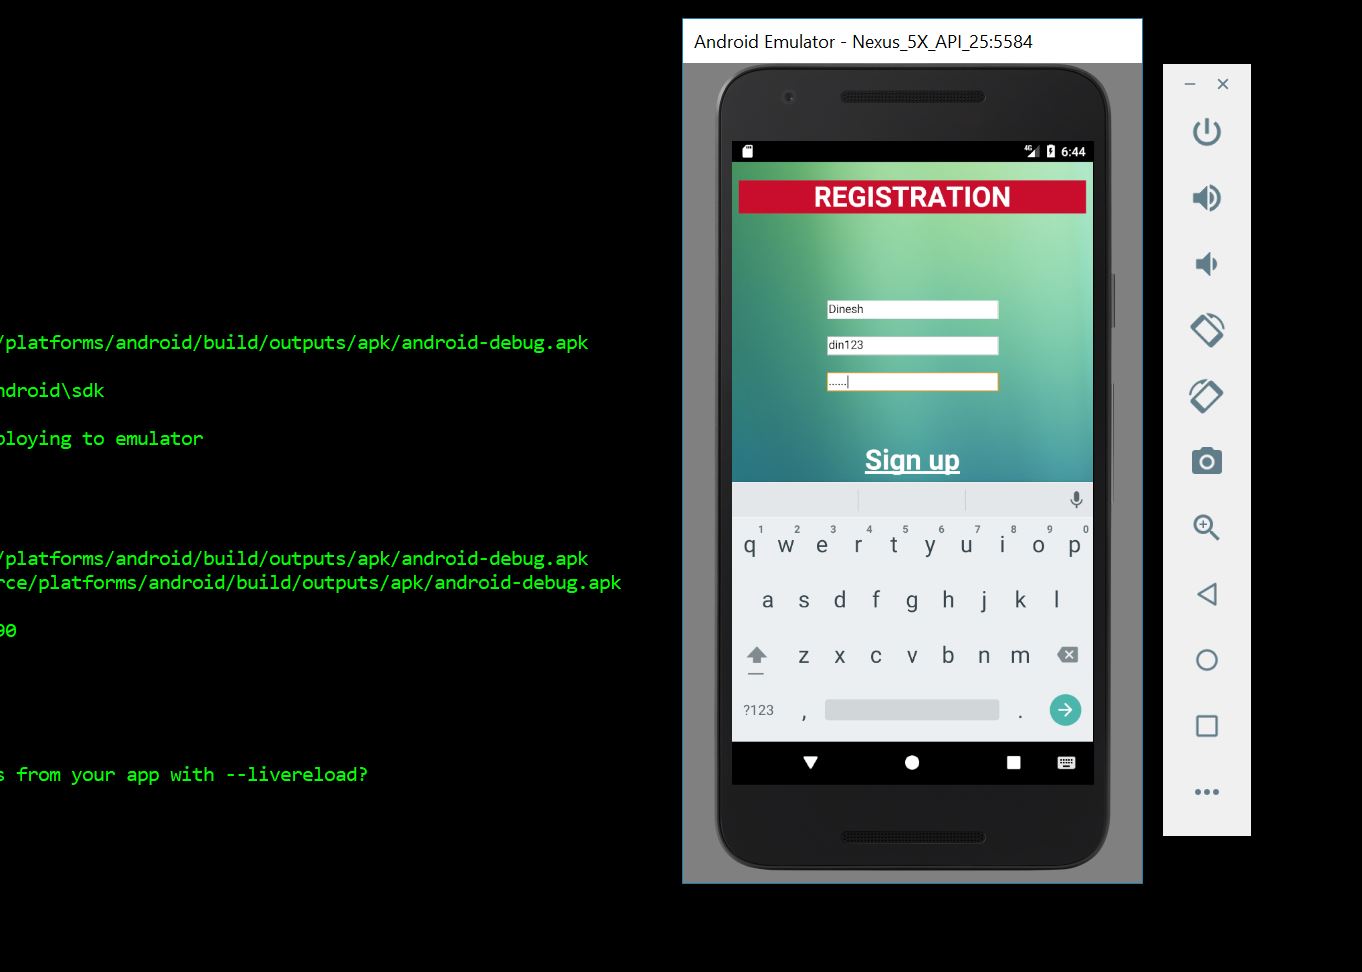 /platforms/android/build/outputs/apk/android-debug.apk
ndroid\sdk
ploying to emulator
/platforms/android/build/outputs/apk/android-debug.apk
rce/platforms/android/build/outputs/apk/android-debug.apk
00
s from your app with --livereload?
Android Emulator - Nexus_5X_API_25:5584
4G 6:44
REGISTRATION
Dinesh
din123
......
Sign up
1 2 3 4 5 6 7 8 9 0
q w e r t y u i o p
a s d f g h j k l
z x c v b n m
?123 , .